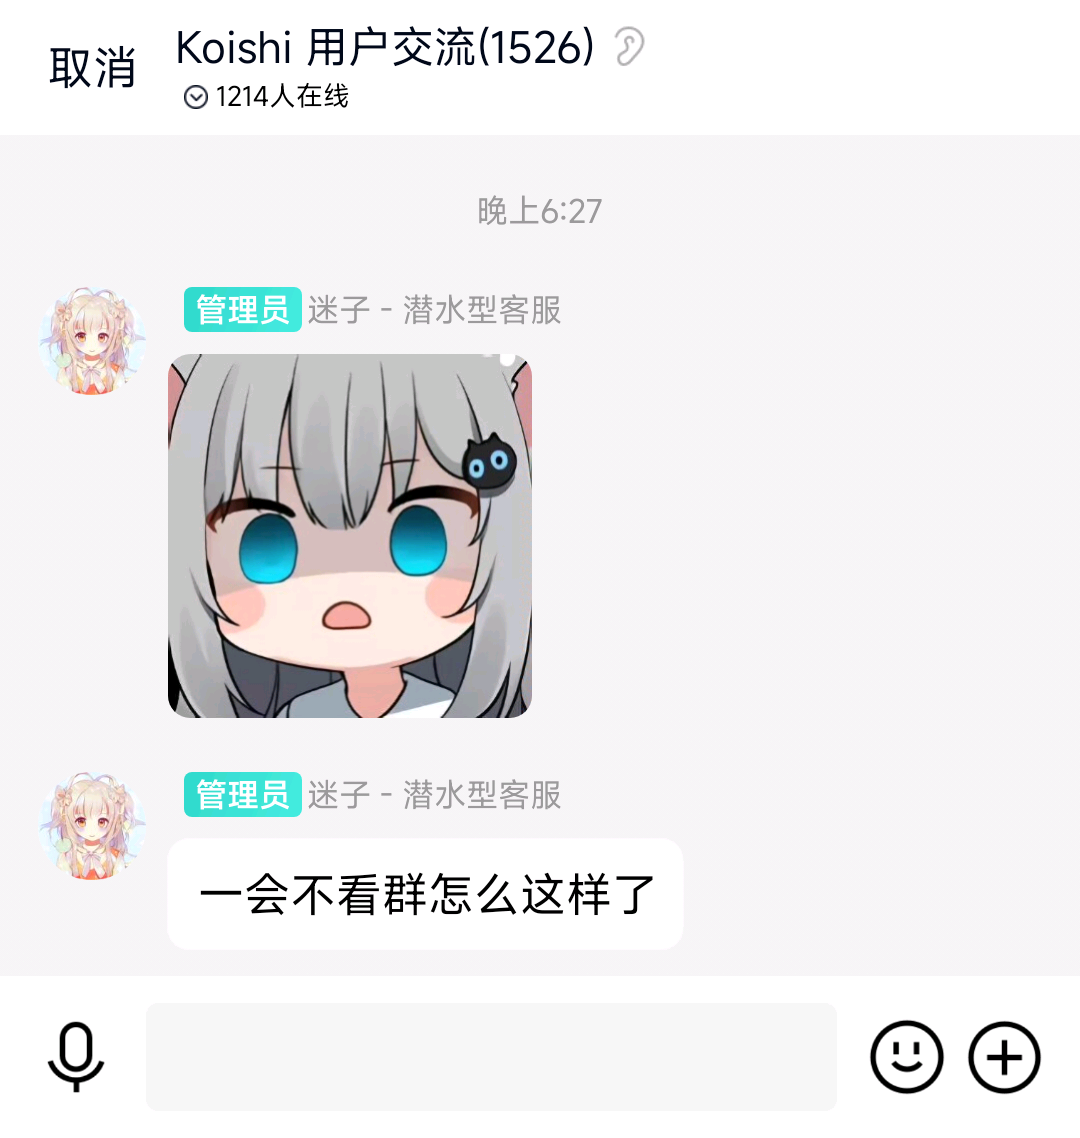 取消
Koishi 用户交流(1526)
1214人在线
晚上6:27
管理员 迷子 - 潜水型客服
管理员 迷子 - 潜水型客服
一会不看群怎么这样了